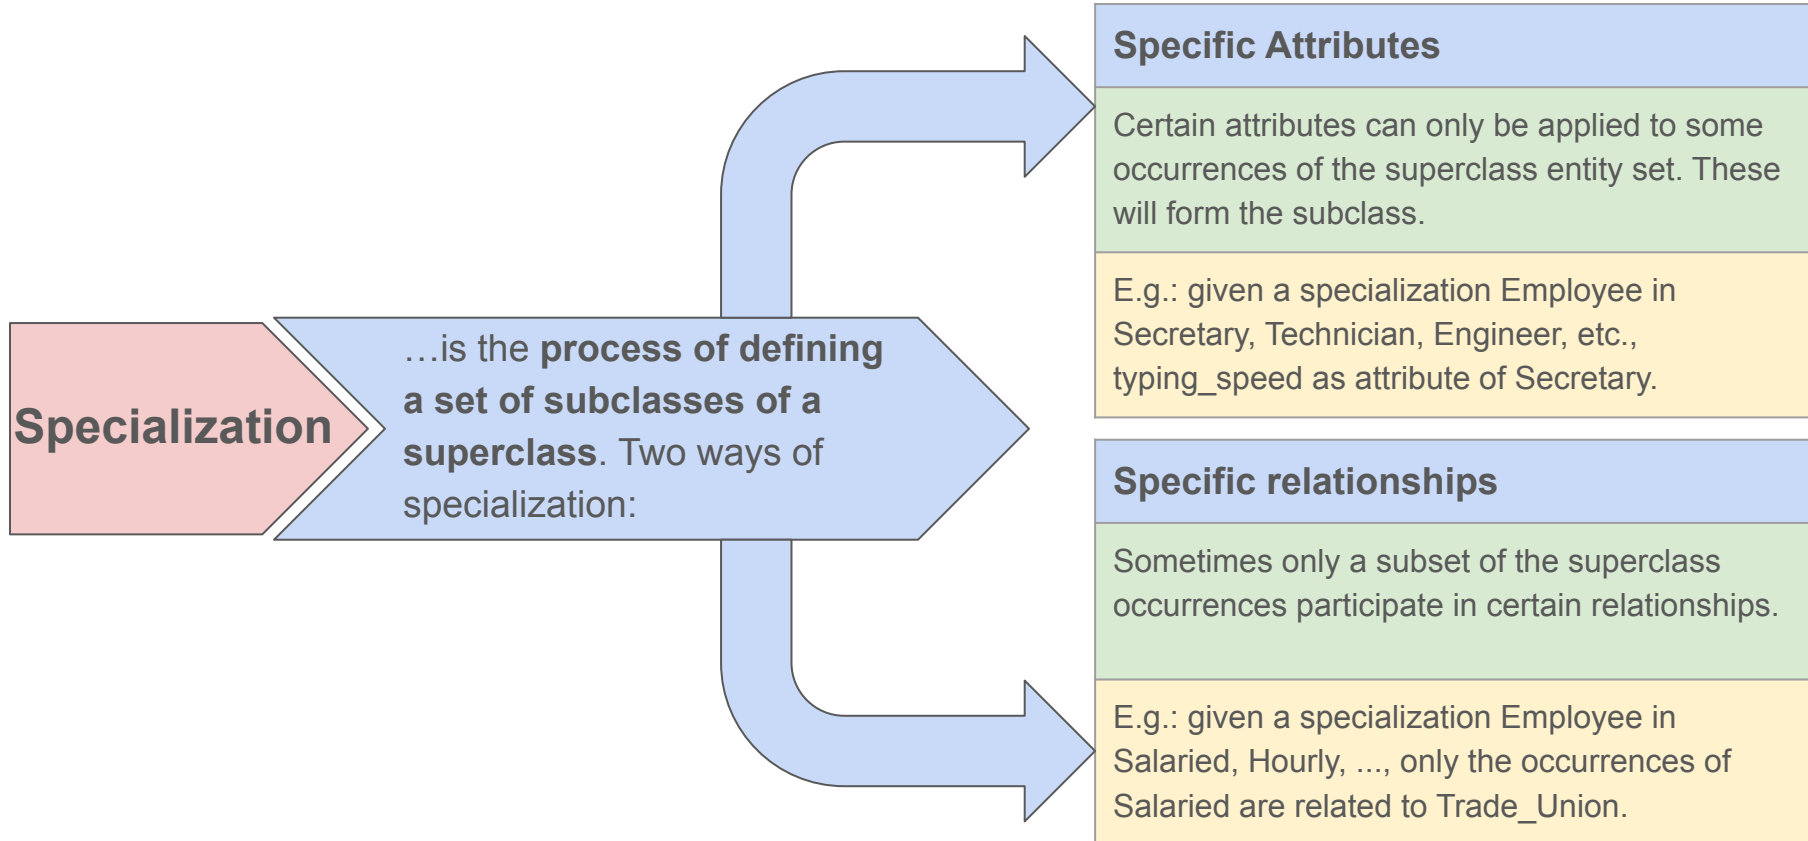 Specialization
…is the process of defining
a set of subclasses of a
superclass. Two ways of
specialization:
Specific Attributes
Certain attributes can only be applied to some
occurrences of the superclass entity set. These
will form the subclass.
E.g.: given a specialization Employee in
Secretary, Technician, Engineer, etc.,
typing_speed as attribute of Secretary.
Specific relationships
Sometimes only a subset of the superclass
occurrences participate in certain relationships.
E.g.: given a specialization Employee in
Salaried, Hourly, ..., only the occurrences of
Salaried are related to Trade_Union.